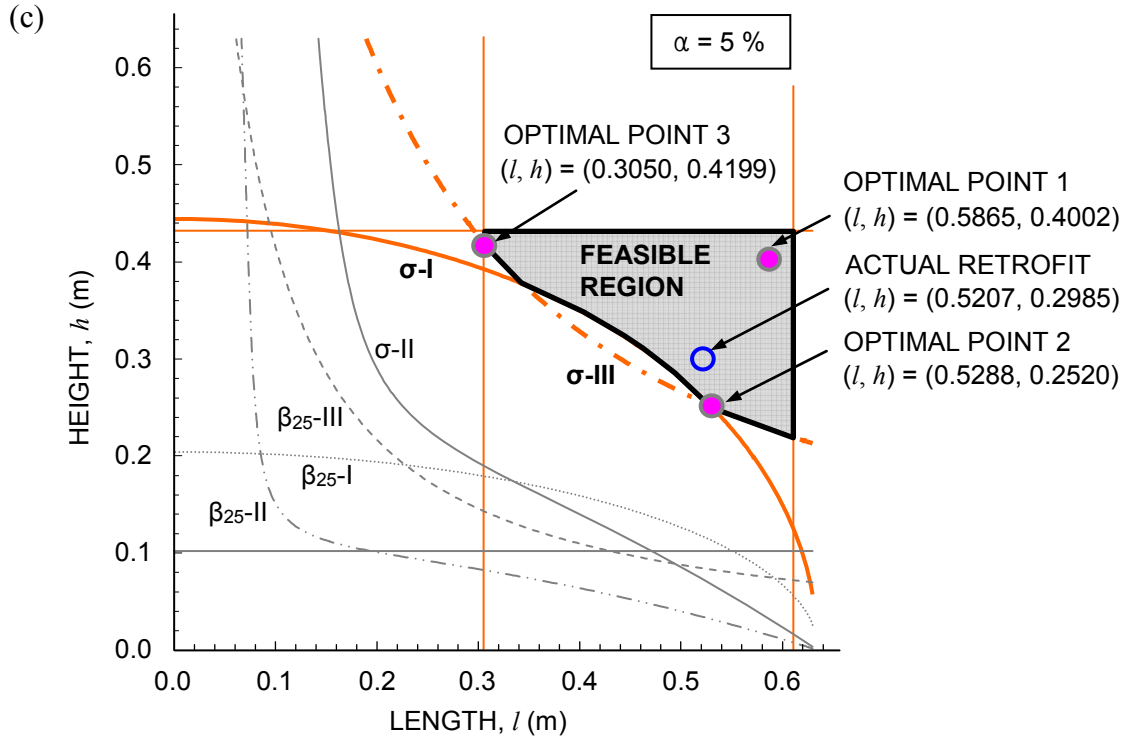 (c)
α = 5 %
0.6
0.5
0.4
0.3
0.2
0.1
0.0
HEIGHT, h (m)
OPTIMAL POINT 3
(l, h) = (0.3050, 0.4199)
OPTIMAL POINT 1
(l, h) = (0.5865, 0.4002)
ACTUAL RETROFIT
(l, h) = (0.5207, 0.2985)
OPTIMAL POINT 2
(l, h) = (0.5288, 0.2520)
FEASIBLE
REGION
σ-I
σ-II
σ-III
β25-III
β25-I
β25-II
0.0 0.1 0.2 0.3 0.4 0.5 0.6
LENGTH, l (m)